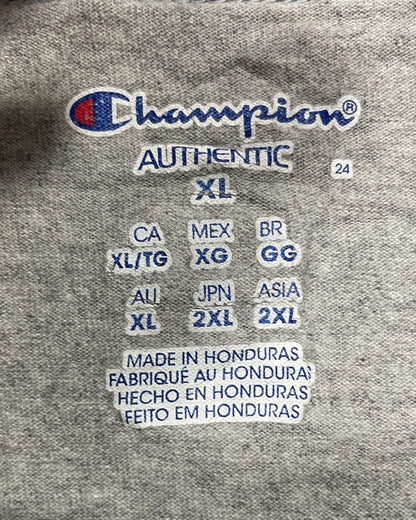 Champion®
AUTHENTIC
24
XL
CA MEX BR
XL/TG XG GG
AU JPN ASIA
XL 2XL 2XL
MADE IN HONDURAS
FABRIQUÉ AU HONDURAS
HECHO EN HONDURAS
FEITO EM HONDURAS